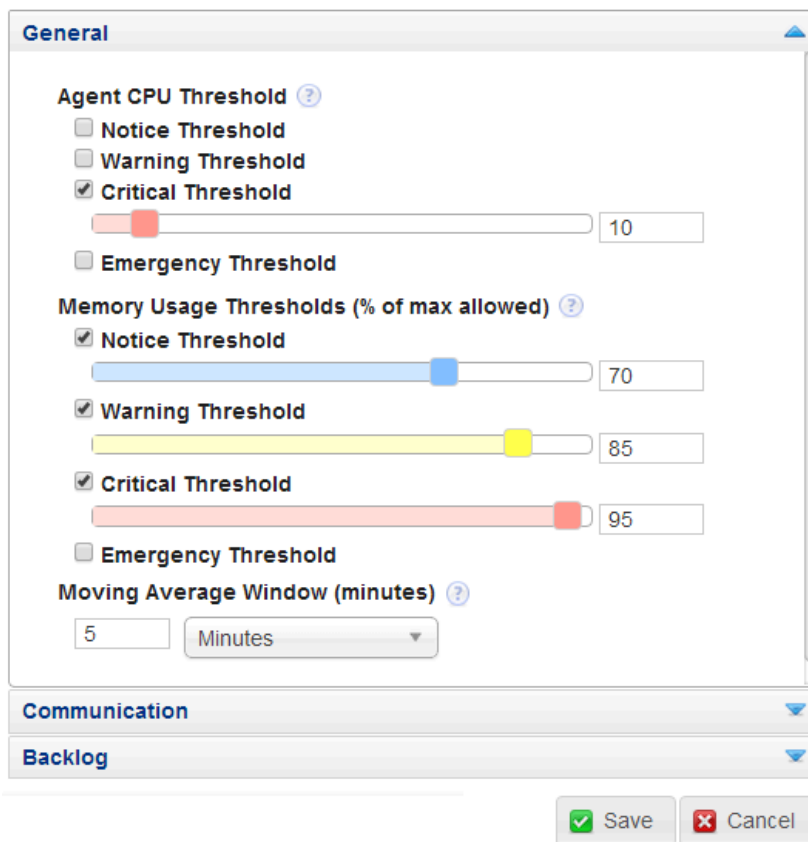 General
Agent CPU Threshold ?
Notice Threshold
Warning Threshold
Critical Threshold
10
Emergency Threshold
Memory Usage Thresholds (% of max allowed) ?
Notice Threshold
70
Warning Threshold
85
Critical Threshold
95
Emergency Threshold
Moving Average Window (minutes) ?
5 Minutes
Communication
Backlog
Save Cancel